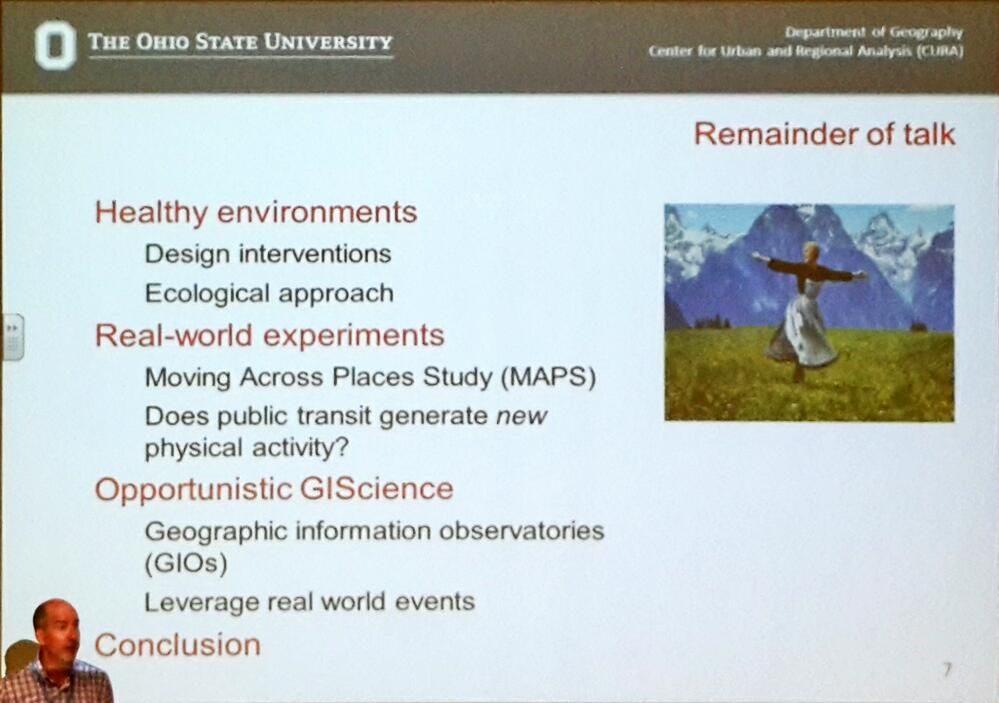 THE OHIO STATE UNIVERSITY
Department of Geography
Center for Urban and Regional Analysis (CURA)
Remainder of talk
Healthy environments
Design interventions
Ecological approach
Real-world experiments
Moving Across Places Study (MAPS)
Does public transit generate new
physical activity?
Opportunistic GIScience
Geographic information observatories
(GIOs)
Leverage real world events
Conclusion
7